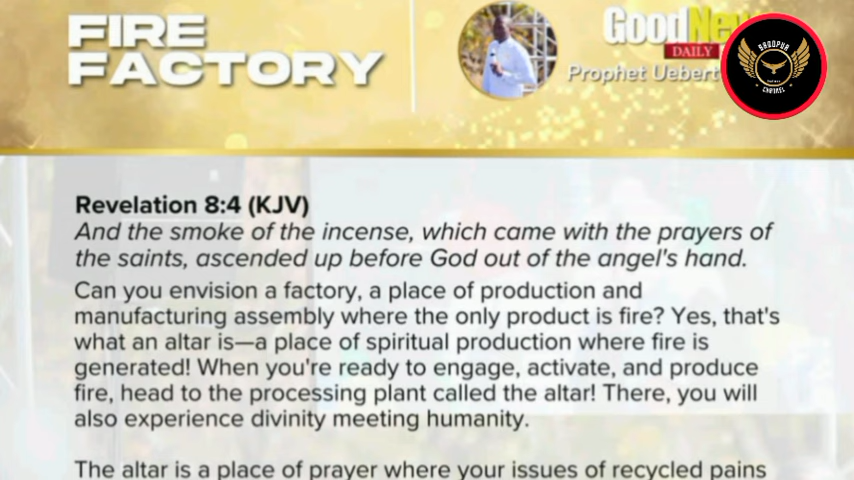 FIRE
FACTORY
GoodNew
DAILY
Prophet Uebert
CHANNEL
Revelation 8:4 (KJV)
And the smoke of the incense, which came with the prayers of
the saints, ascended up before God out of the angel's hand.
Can you envision a factory, a place of production and
manufacturing assembly where the only product is fire? Yes, that's
what an altar is—a place of spiritual production where fire is
generated! When you're ready to engage, activate, and produce
fire, head to the processing plant called the altar! There, you will
also experience divinity meeting humanity.
The altar is a place of prayer where your issues of recycled pains